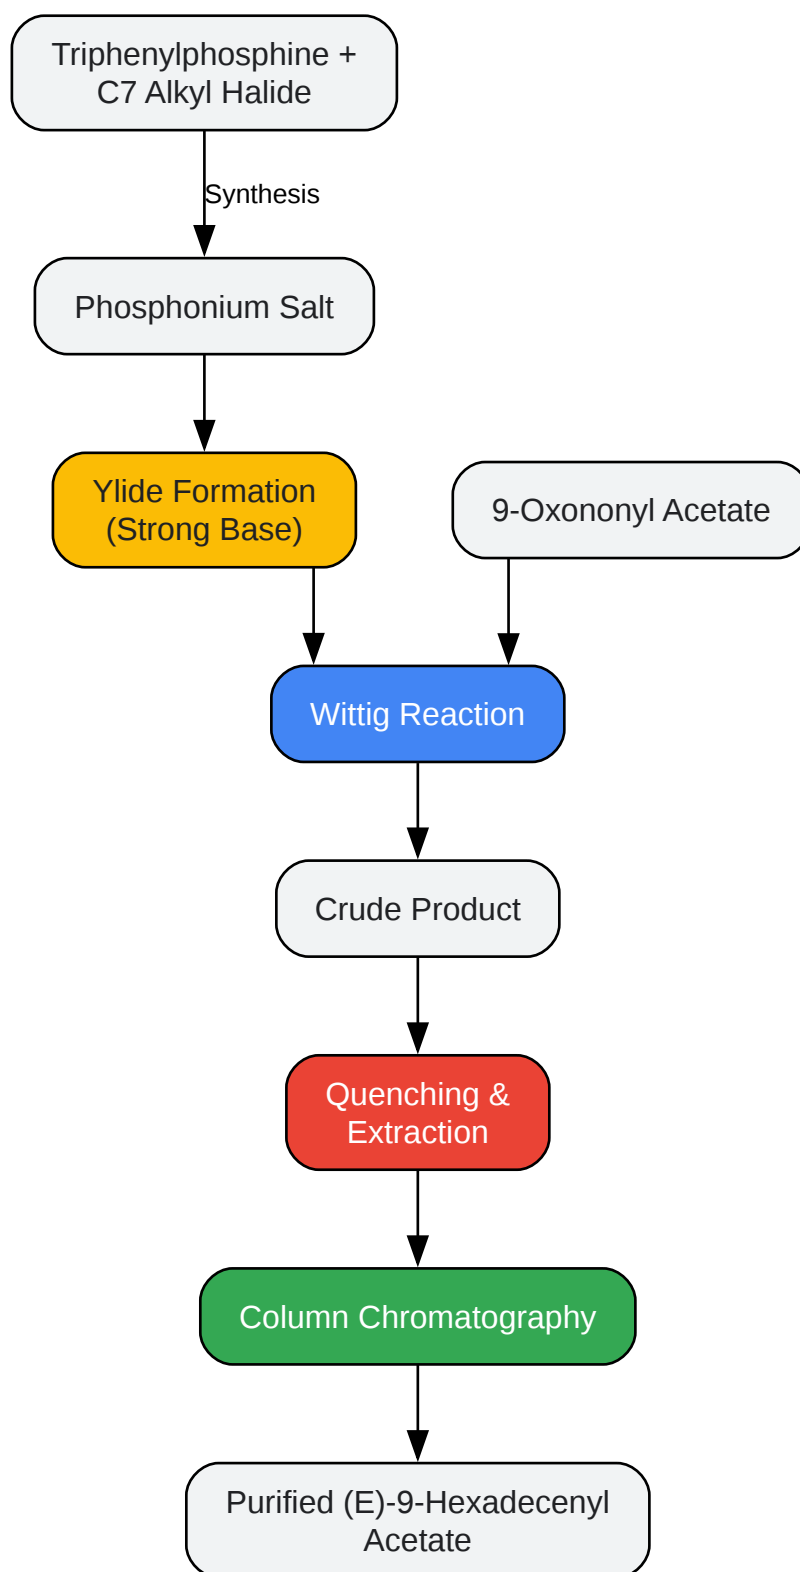 Triphenylphosphine +
C7 Alkyl Halide
Synthesis
Phosphonium Salt
Ylide Formation
(Strong Base)
9-Oxononyl Acetate
Wittig Reaction
Crude Product
Quenching &
Extraction
Column Chromatography
Purified (E)-9-Hexadecenyl
Acetate